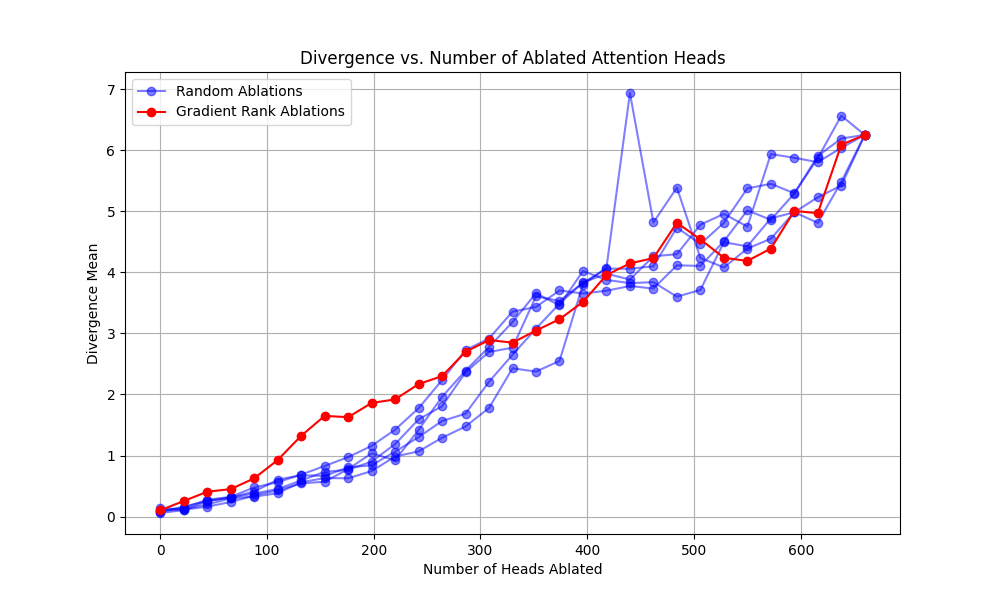 Divergence vs. Number of Ablated Attention Heads
Random Ablations
Gradient Rank Ablations
Divergence Mean
7
6
5
4
3
2
1
0
0 100 200 300 400 500 600
Number of Heads Ablated